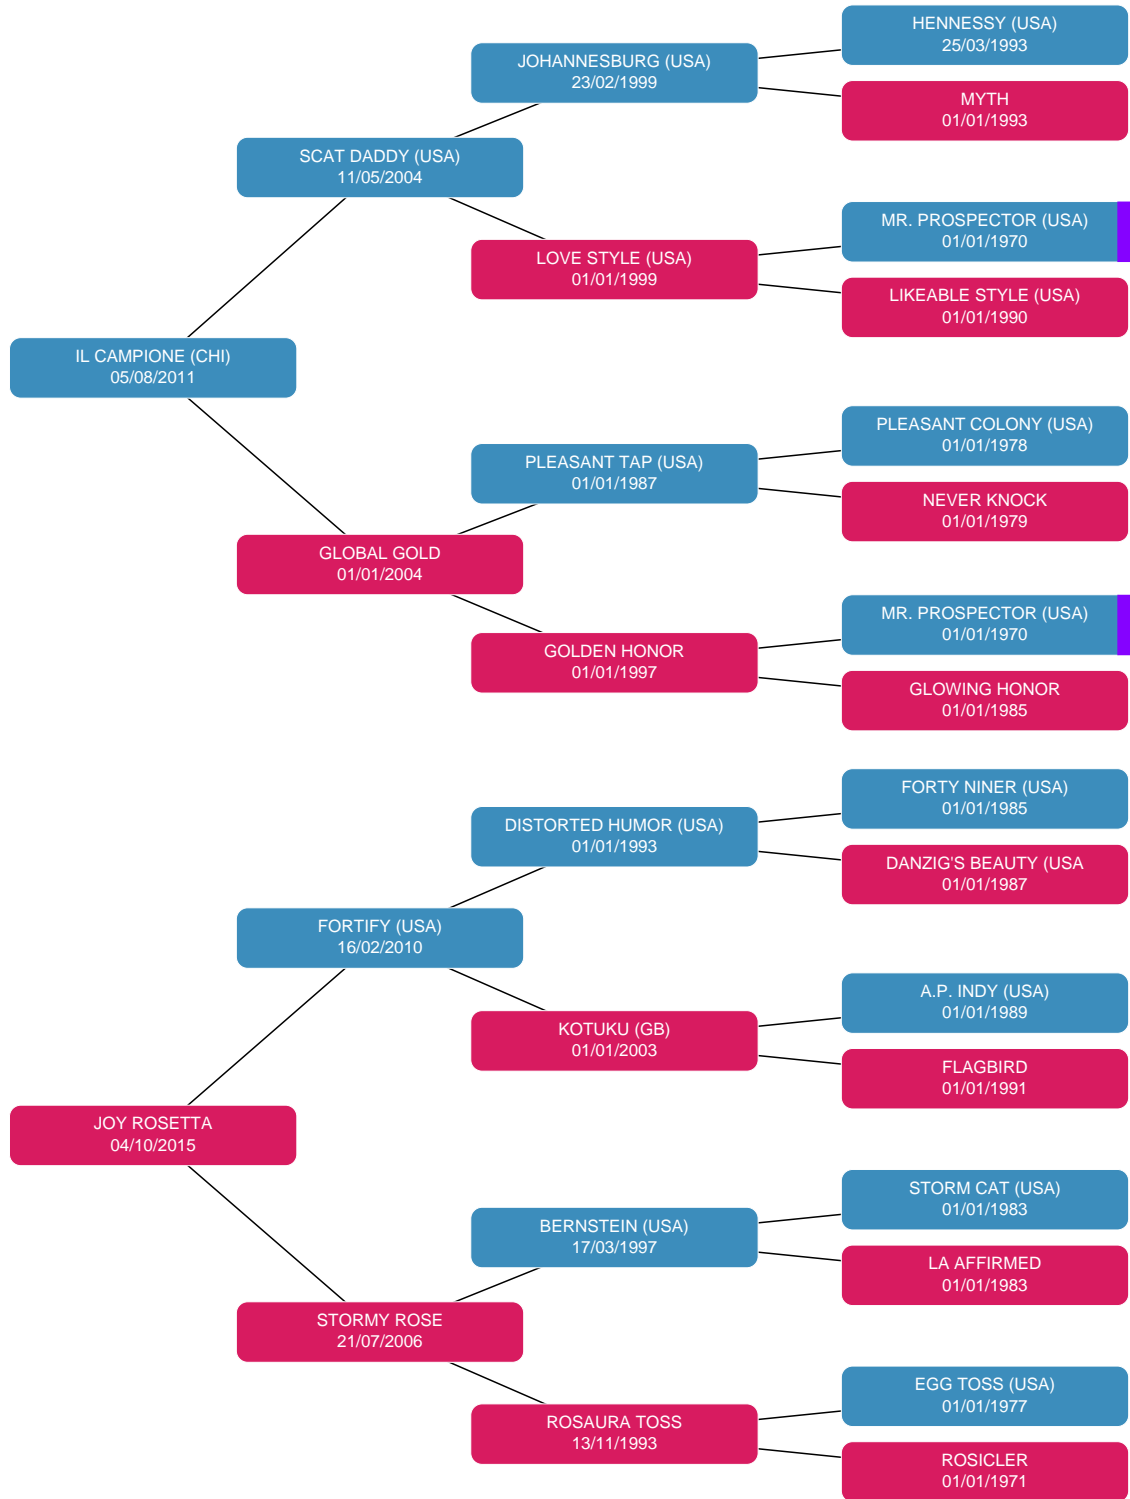 HENNESSY (USA)
25/03/1993
JOHANNESBURG (USA)
23/02/1999
MYTH
01/01/1993
SCAT DADDY (USA)
11/05/2004
MR. PROSPECTOR (USA)
01/01/1970
LOVE STYLE (USA)
01/01/1999
LIKEABLE STYLE (USA)
01/01/1990
IL CAMPIONE (CHI)
05/08/2011
PLEASANT COLONY (USA)
01/01/1978
PLEASANT TAP (USA)
01/01/1987
NEVER KNOCK
01/01/1979
GLOBAL GOLD
01/01/2004
MR. PROSPECTOR (USA)
01/01/1970
GOLDEN HONOR
01/01/1997
GLOWING HONOR
01/01/1985
FORTY NINER (USA)
01/01/1985
DISTORTED HUMOR (USA)
01/01/1993
DANZIG'S BEAUTY (USA
01/01/1987
FORTIFY (USA)
16/02/2010
A.P. INDY (USA)
01/01/1989
KOTUKU (GB)
01/01/2003
FLAGBIRD
01/01/1991
JOY ROSETTA
04/10/2015
STORM CAT (USA)
01/01/1983
BERNSTEIN (USA)
17/03/1997
LA AFFIRMED
01/01/1983
STORMY ROSE
21/07/2006
EGG TOSS (USA)
01/01/1977
ROSAURA TOSS
13/11/1993
ROSICLER
01/01/1971